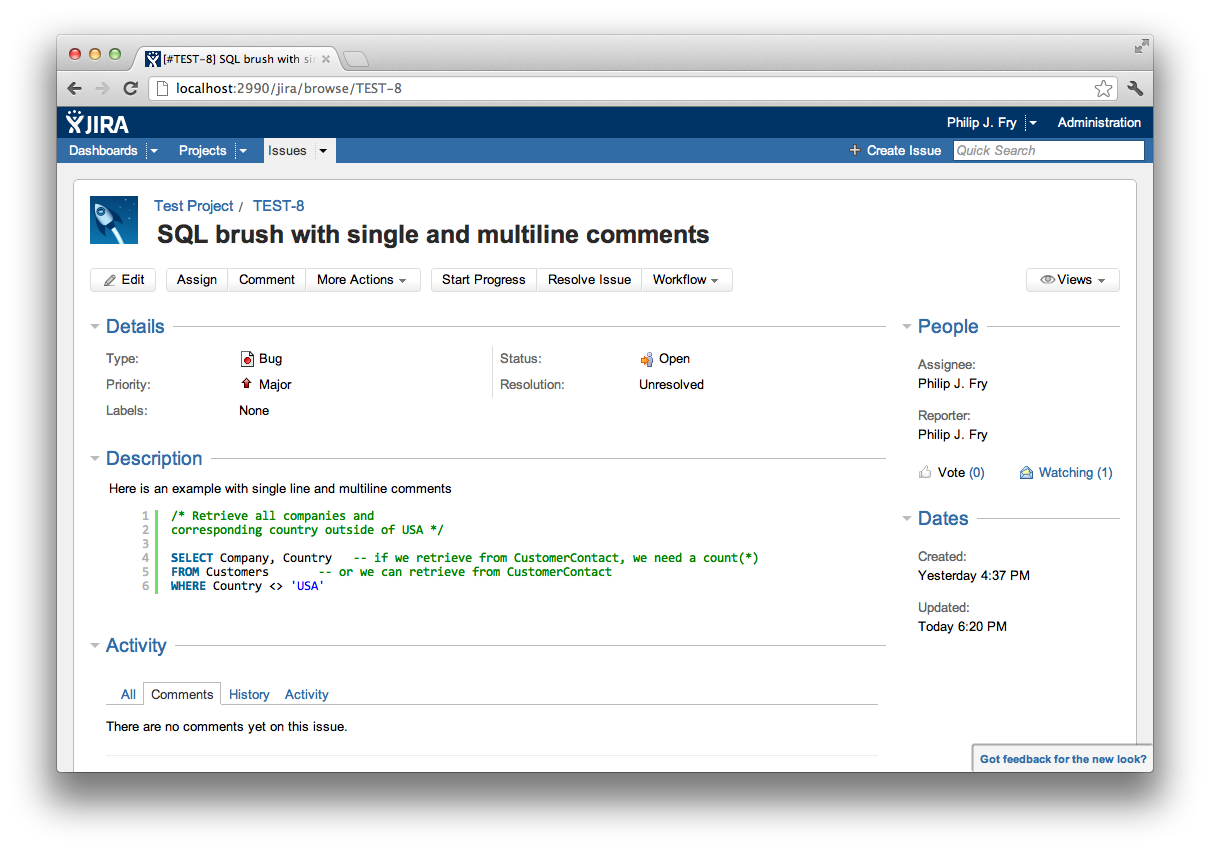 [#TEST-8] SQL brush with sin
localhost:2990/jira/browse/TEST-8
JIRA
Philip J. Fry Administration
Dashboards Projects Issues + Create Issue Quick Search
Test Project / TEST-8
SQL brush with single and multiline comments
Edit Assign Comment More Actions Start Progress Resolve Issue Workflow Views
Details
Type: Bug Status: Open
Priority: Major Resolution: Unresolved
Labels: None
Description
Here is an example with single line and multiline comments
1 /* Retrieve all companies and
2 corresponding country outside of USA */
3
4 SELECT Company, Country -- if we retrieve from CustomerContact, we need a count(*)
5 FROM Customers -- or we can retrieve from CustomerContact
6 WHERE Country <> 'USA'
Activity
All Comments History Activity
There are no comments yet on this issue.
People
Assignee:
Philip J. Fry
Reporter:
Philip J. Fry
Vote (0) Watching (1)
Dates
Created:
Yesterday 4:37 PM
Updated:
Today 6:20 PM
Got feedback for the new look?